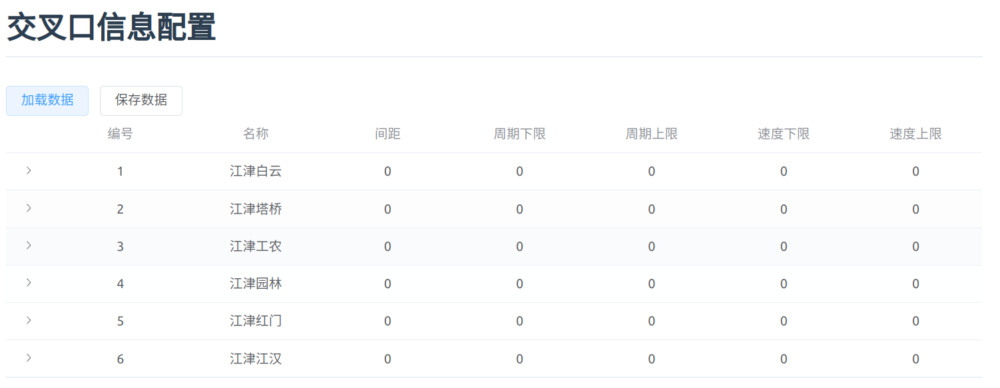 交叉口信息配置
加载数据 保存数据
编号 名称 间距 周期下限 周期上限 速度下限 速度上限
1 江津白云 0 0 0 0 0
2 江津塔桥 0 0 0 0 0
3 江津工农 0 0 0 0 0
4 江津园林 0 0 0 0 0
5 江津红门 0 0 0 0 0
6 江津江汉 0 0 0 0 0